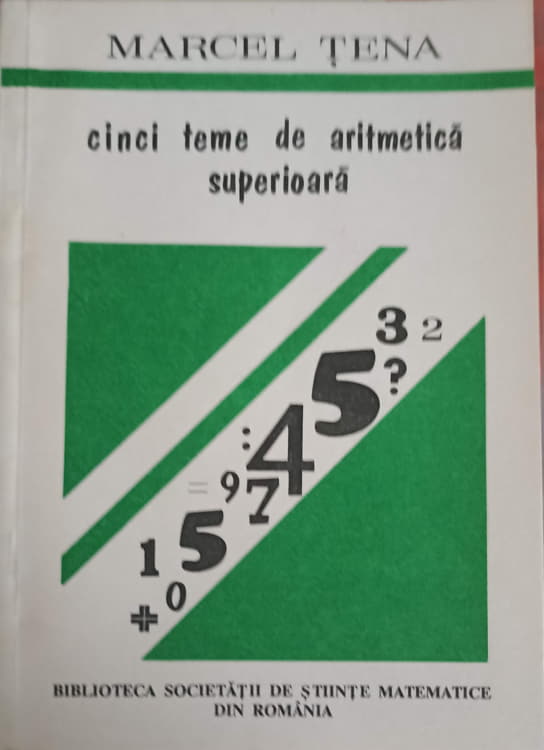 MARCEL ȚENA
cinci teme de aritmetică
superioară
3 2
5 ?
: 4
= 9 7
1 5
+ 0
BIBLIOTECA SOCIETĂȚII DE ȘTIINȚE MATEMATICE
DIN ROMÂNIA